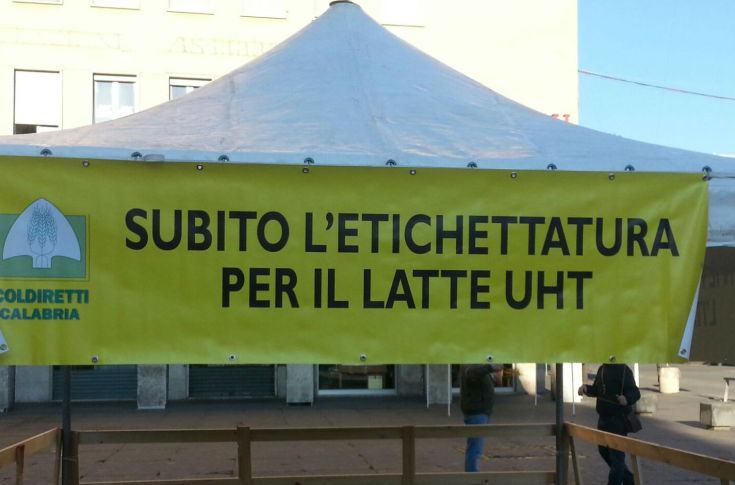 SUBITO L'ETICHETTATURA
PER IL LATTE UHT
COLDIRETTI
CALABRIA